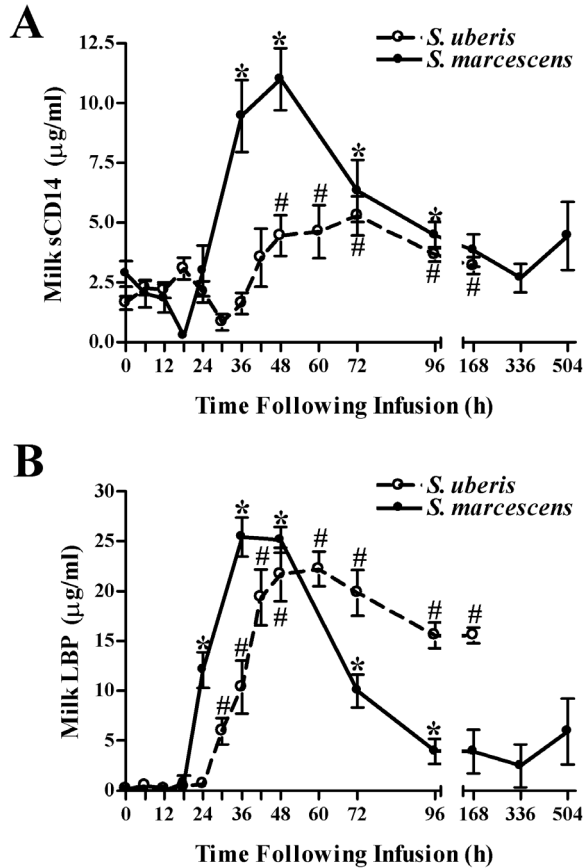 A
S. uberis
S. marcescens
12.5
10.0
7.5
5.0
2.5
0.0
Milk sCD14 (μg/ml)
* * * *
# # # # #
0 12 24 36 48 60 72 96 168 336 504
Time Following Infusion (h)
B
S. uberis
S. marcescens
30
25
20
15
10
5
0
Milk LBP (μg/ml)
* * * * *
# # # # # # # #
0 12 24 36 48 60 72 96 168 336 504
Time Following Infusion (h)